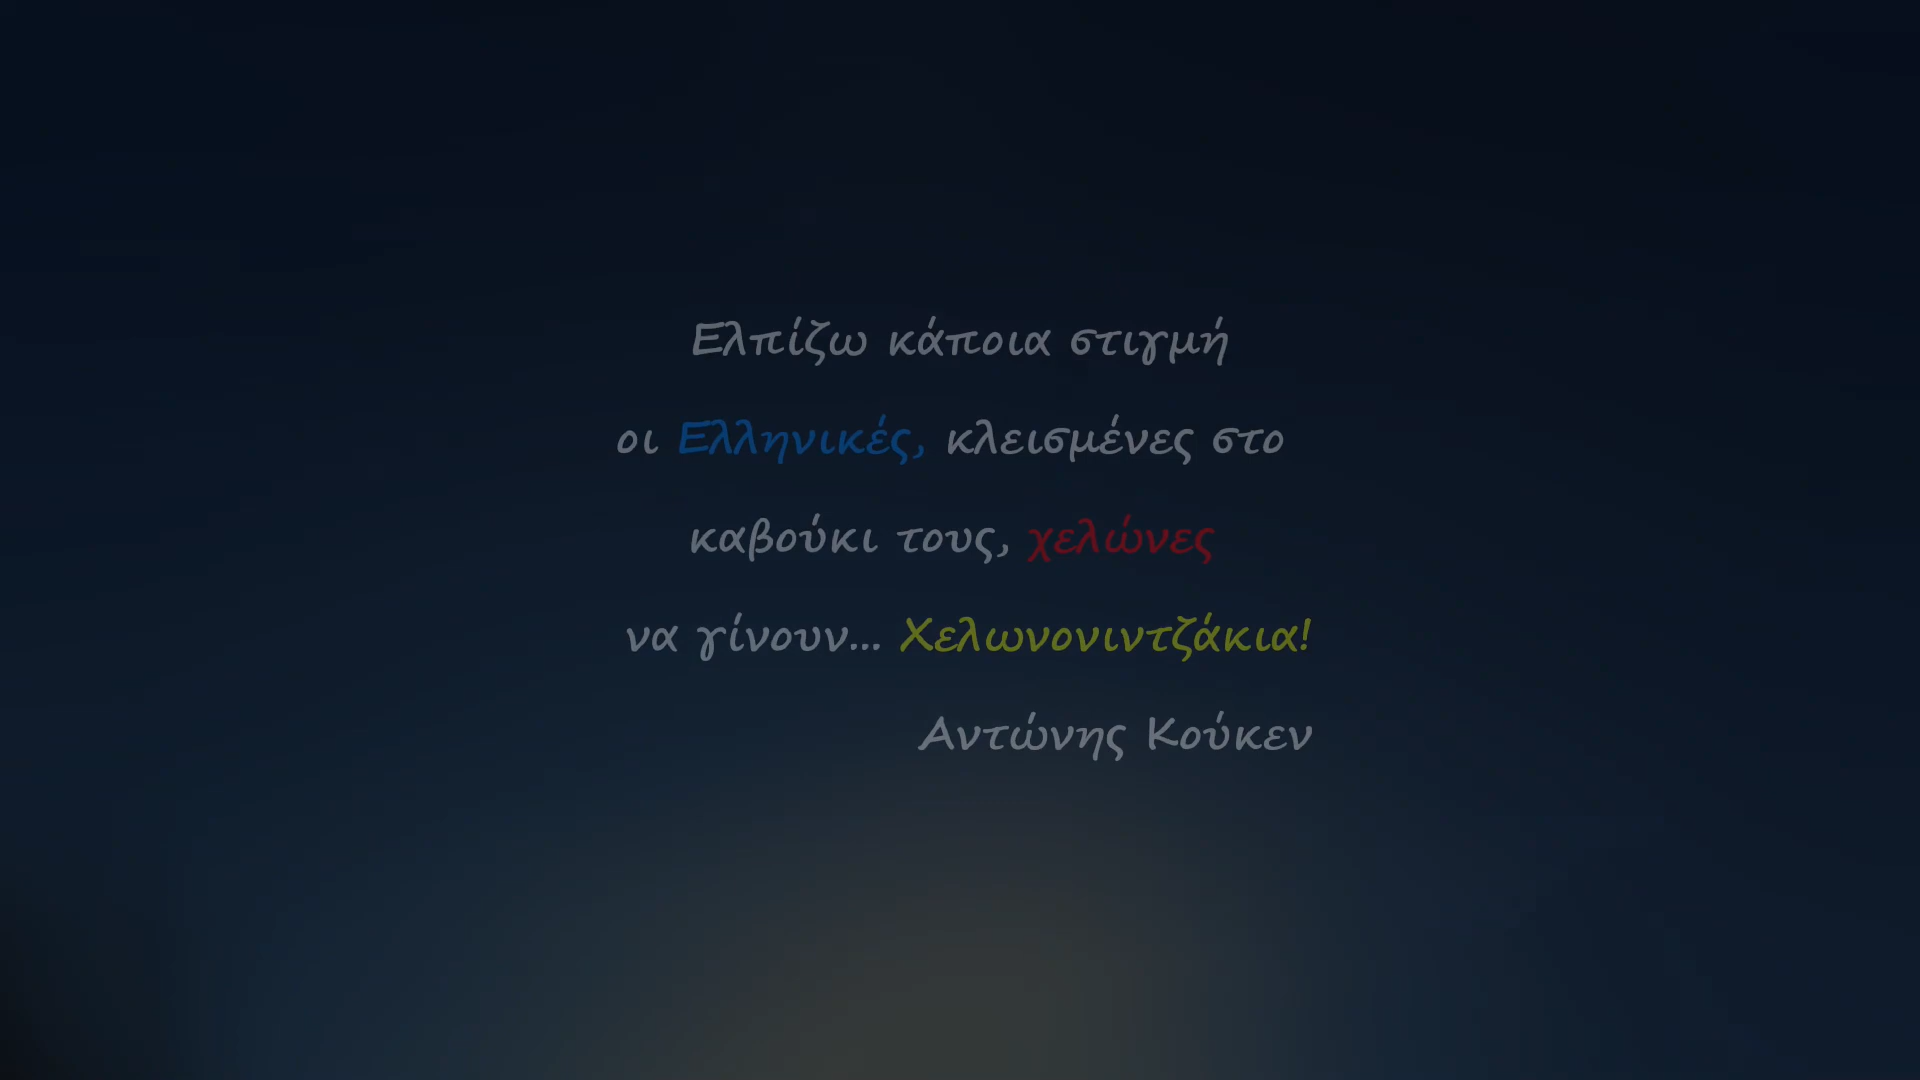 Ελπίζω κάποια στιγμή
οι Ελληνικές, κλεισμένες στο
καβούκι τους, χελώνες
να γίνουν... Χελωνονιντζάκια!
Αντώνης Κούκεν